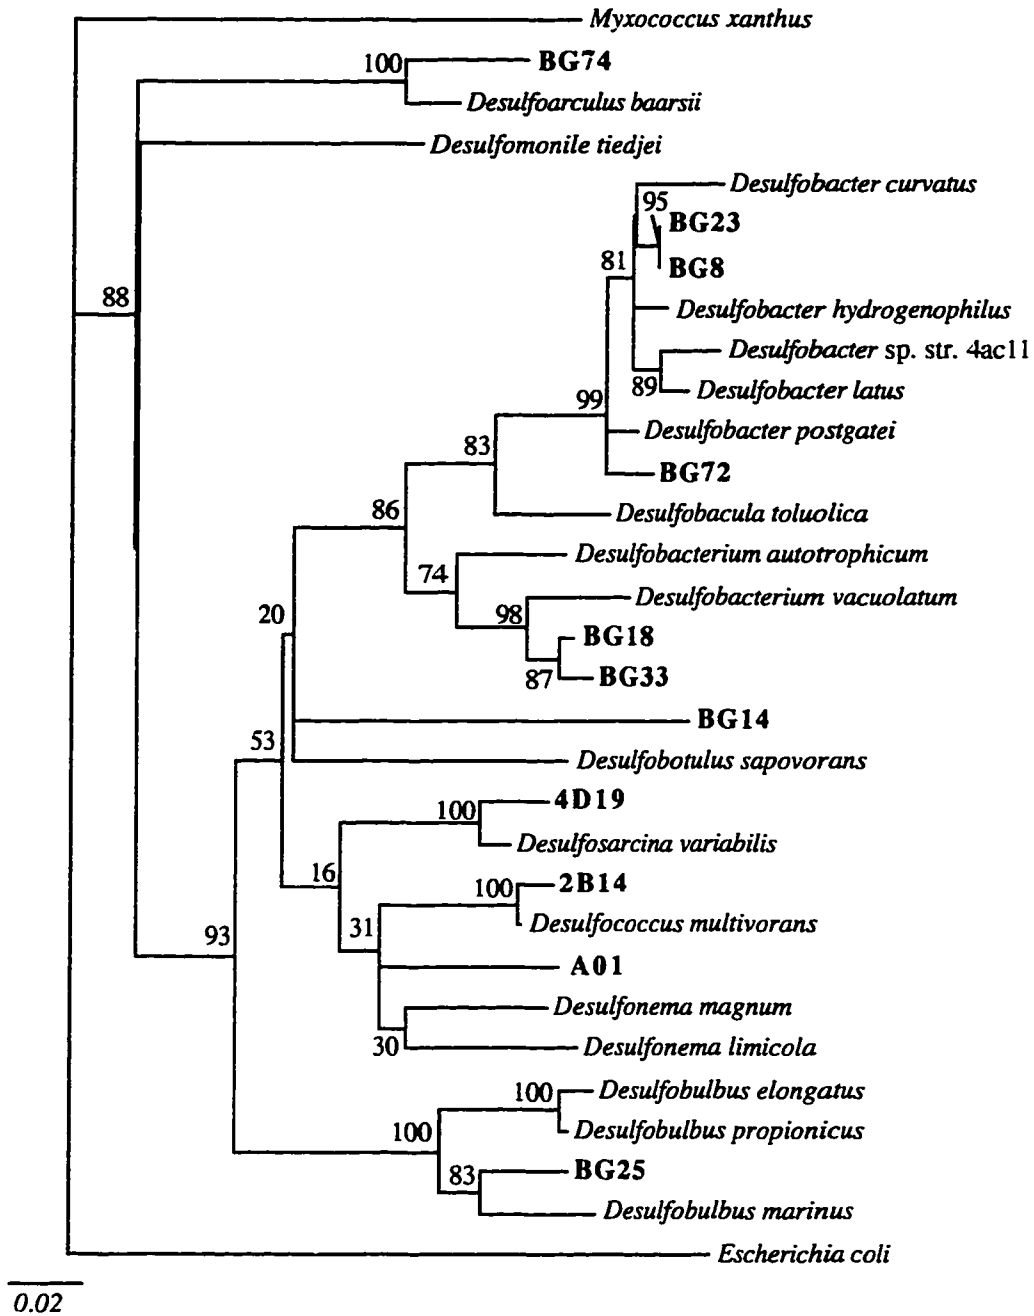 Myxococcus xanthus
100 BG74
Desulfoarculus baarsii
Desulfomonile tiedjei
Desulfobacter curvatus
95 BG23
81 BG8
88 Desulfobacter hydrogenophilus
Desulfobacter sp. str. 4ac11
89 Desulfobacter latus
99 Desulfobacter postgatei
83 BG72
86 Desulfobacula toluolica
Desulfobacterium autotrophicum
74
98 Desulfobacterium vacuolatum
20 BG18
87 BG33
BG14
53 Desulfobotulus sapovorans
100 4D19
Desulfosarcina variabilis
16 100 2B14
93 31 Desulfococcus multivorans
A01
Desulfonema magnum
30 Desulfonema limicola
100 Desulfobulbus elongatus
100 Desulfobulbus propionicus
83 BG25
Desulfobulbus marinus
Escherichia coli
0.02